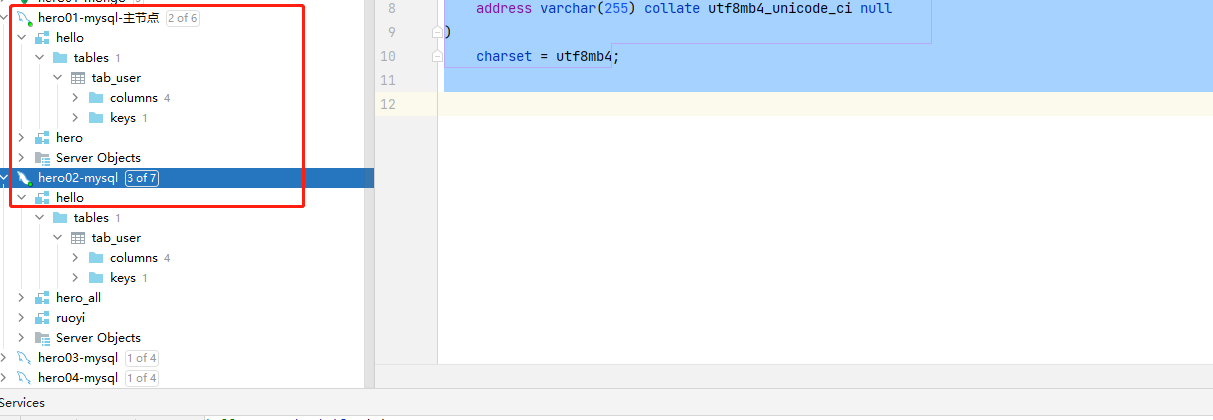 hero01-mysql-主节点 2 of 6
hello
tables 1
tab_user
columns 4
keys 1
hero
Server Objects
hero02-mysql 3 of 7
hello
tables 1
tab_user
columns 4
keys 1
hero_all
ruoyi
Server Objects
hero03-mysql 1 of 4
hero04-mysql 1 of 4
8 address varchar(255) collate utf8mb4_unicode_ci null
9 )
10 charset = utf8mb4;
11
12
Services